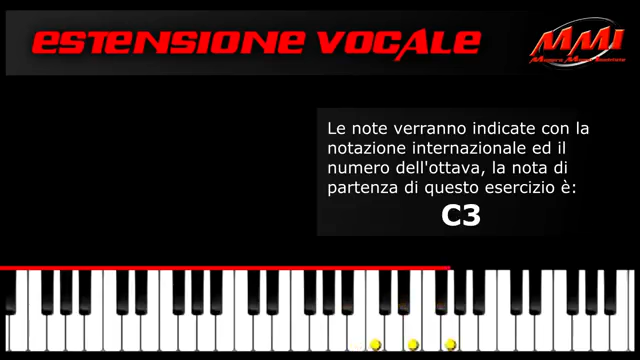 ESTENSIONE VOCALE
MMI
Le note verranno indicate con la
notazione internazionale ed il
numero dell'ottava, la nota di
partenza di questo esercizio è:
C3